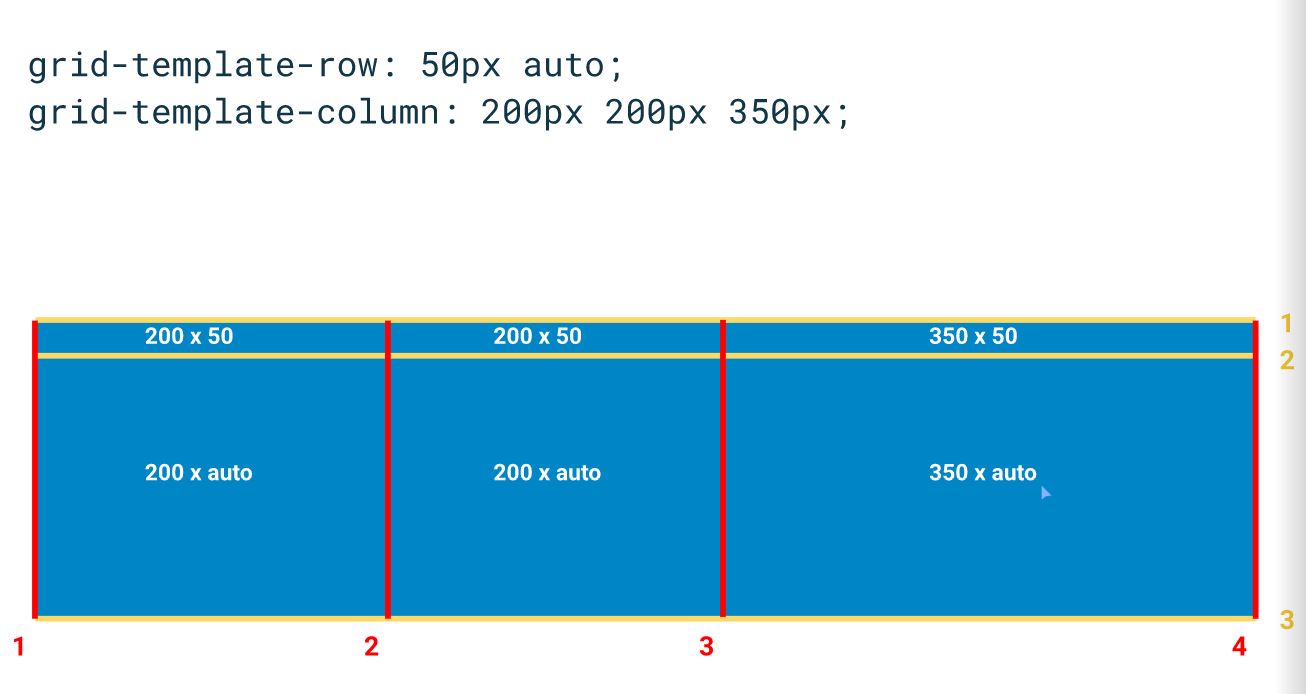 grid-template-row: 50px auto;
grid-template-column: 200px 200px 350px;
200 x 50 200 x 50 350 x 50 1
2
200 x auto 200 x auto 350 x auto
3
1 2 3 4